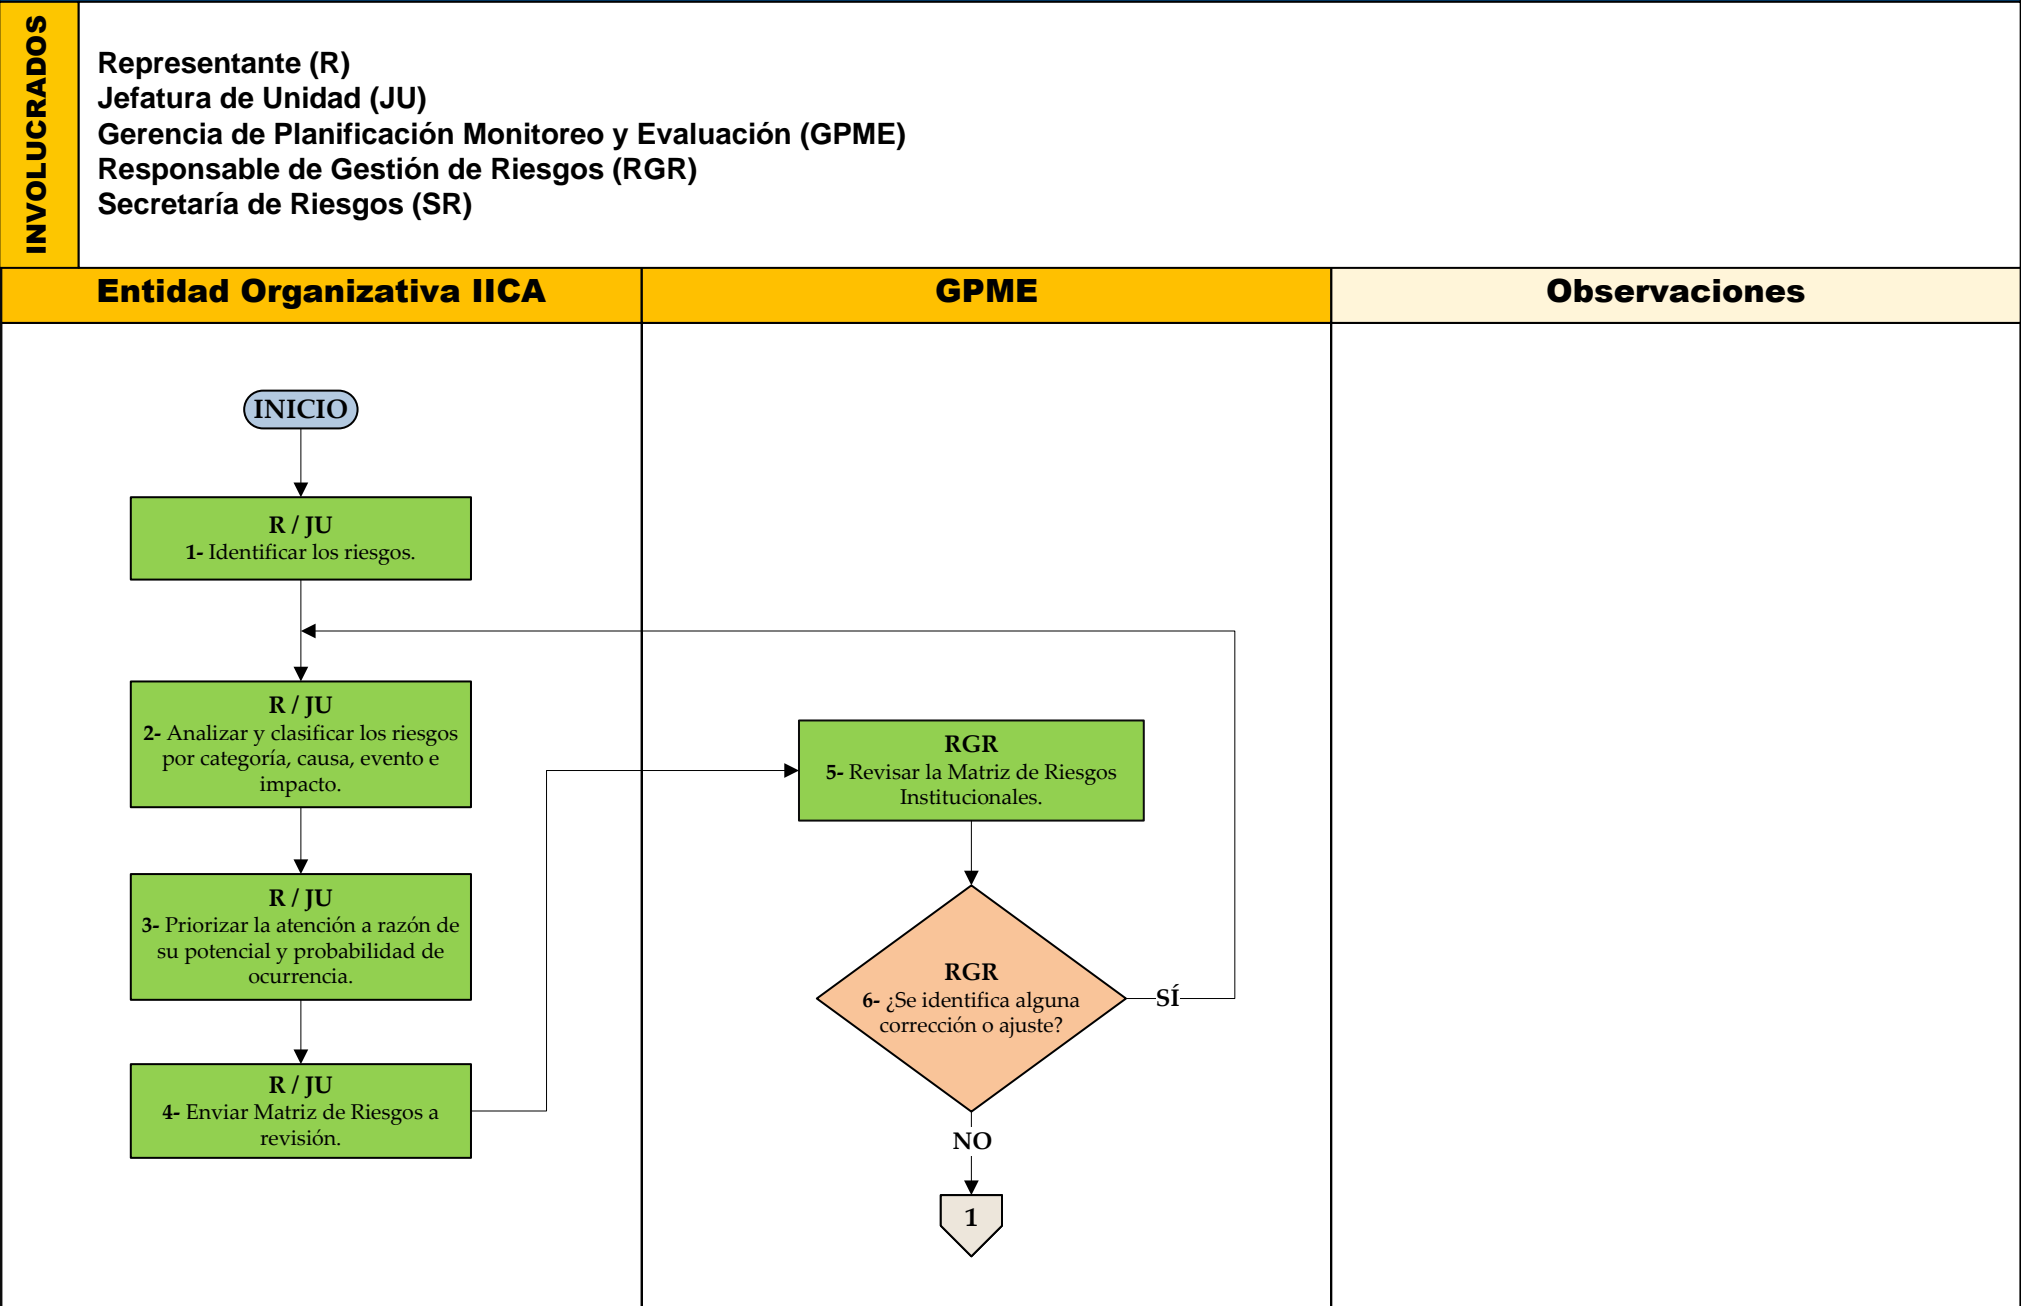 INVOLUCRADOS
Representante (R)
Jefatura de Unidad (JU)
Gerencia de Planificación Monitoreo y Evaluación (GPME)
Responsable de Gestión de Riesgos (RGR)
Secretaría de Riesgos (SR)
Entidad Organizativa IICA
GPME
Observaciones
INICIO
R / JU
1- Identificar los riesgos.
R / JU
2- Analizar y clasificar los riesgos
por categoría, causa, evento e
impacto.
R / JU
3- Priorizar la atención a razón de
su potencial y probabilidad de
ocurrencia.
R / JU
4- Enviar Matriz de Riesgos a
revisión.
RGR
5- Revisar la Matriz de Riesgos
Institucionales.
RGR
6- ¿Se identifica alguna
corrección o ajuste?
SÍ
NO
1